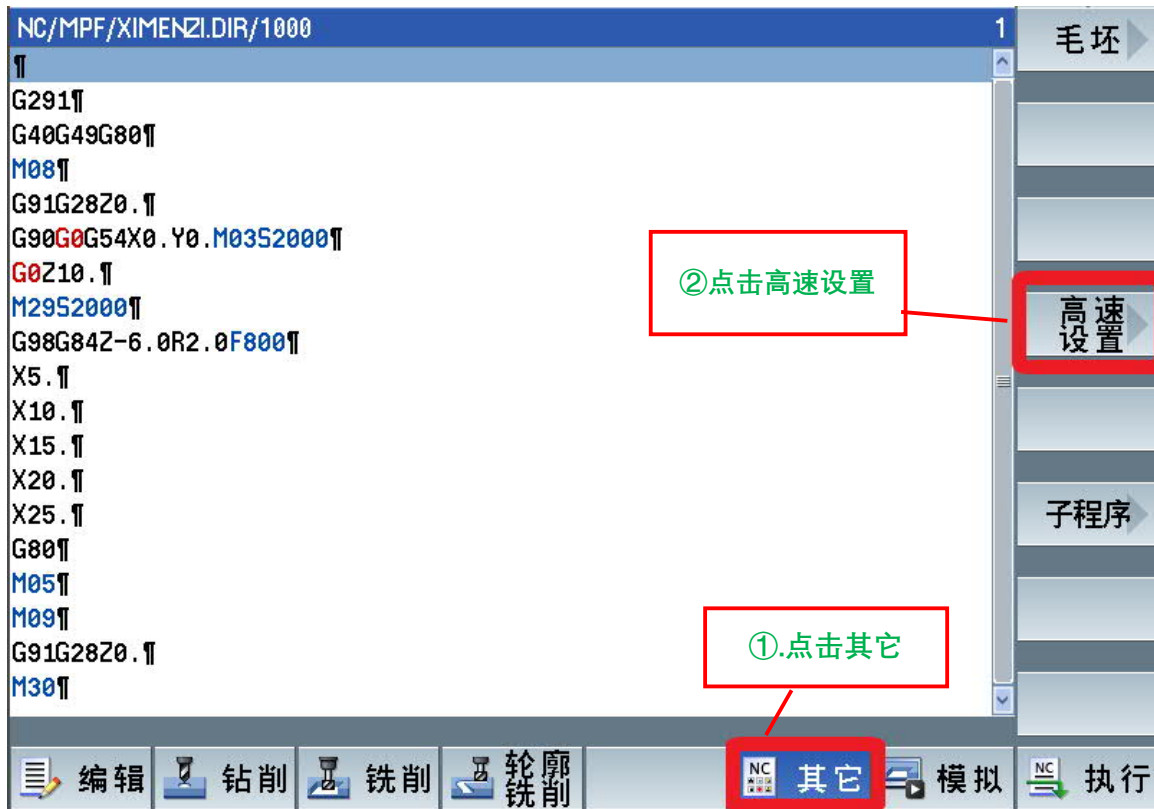 NC/MPF/XIMENZI.DIR/1000 1
¶
G291¶
G40G49G80¶
M08¶
G91G28Z0.¶
G90G0G54X0.Y0.M03S2000¶
G0Z10.¶
M29S2000¶
G98G84Z-6.0R2.0F800¶
X5.¶
X10.¶
X15.¶
X20.¶
X25.¶
G80¶
M05¶
M09¶
G91G28Z0.¶
M30¶
②点击高速设置
①.点击其它
毛坯
高速
设置
子程序
编辑
钻削
铣削
轮廓
铣削
NC
其它
模拟
NC
执行